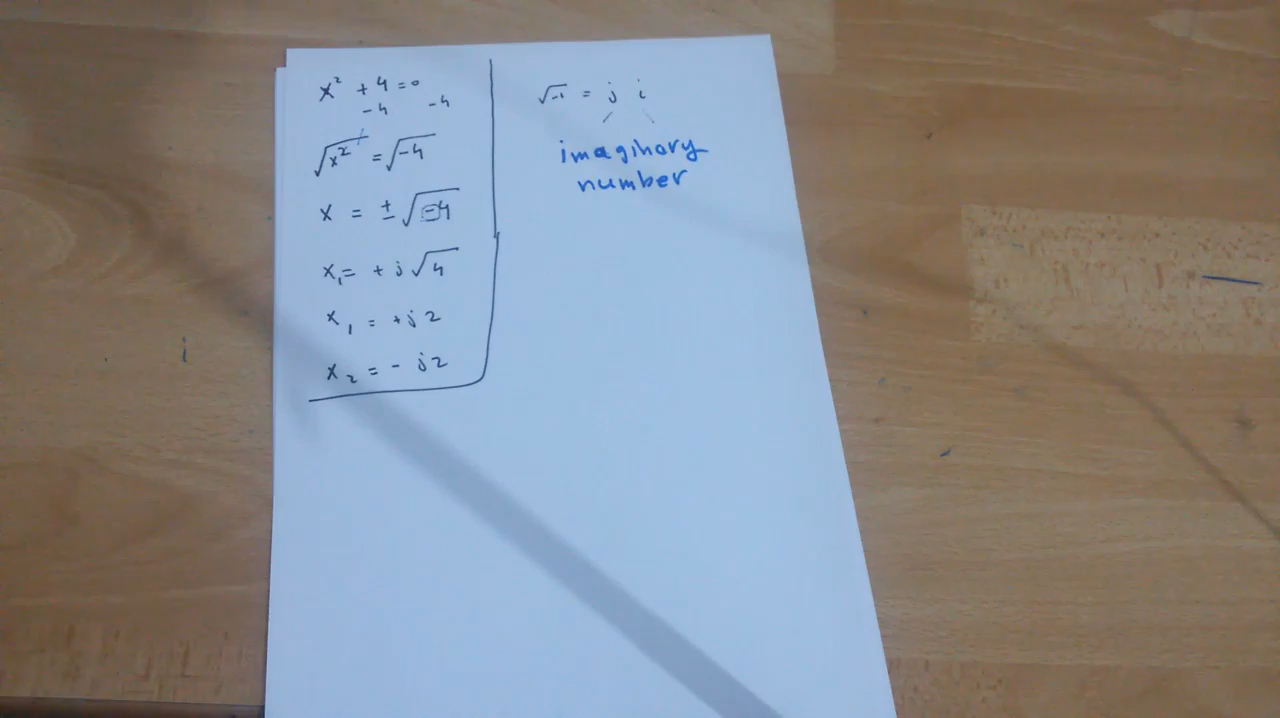 x² + 4 = 0
-4 -4
√x² = √-4
x = ± √-4
x₁ = + j √4
x₁ = + j 2
x₂ = - j 2
√-1 = j i
imaginary
number